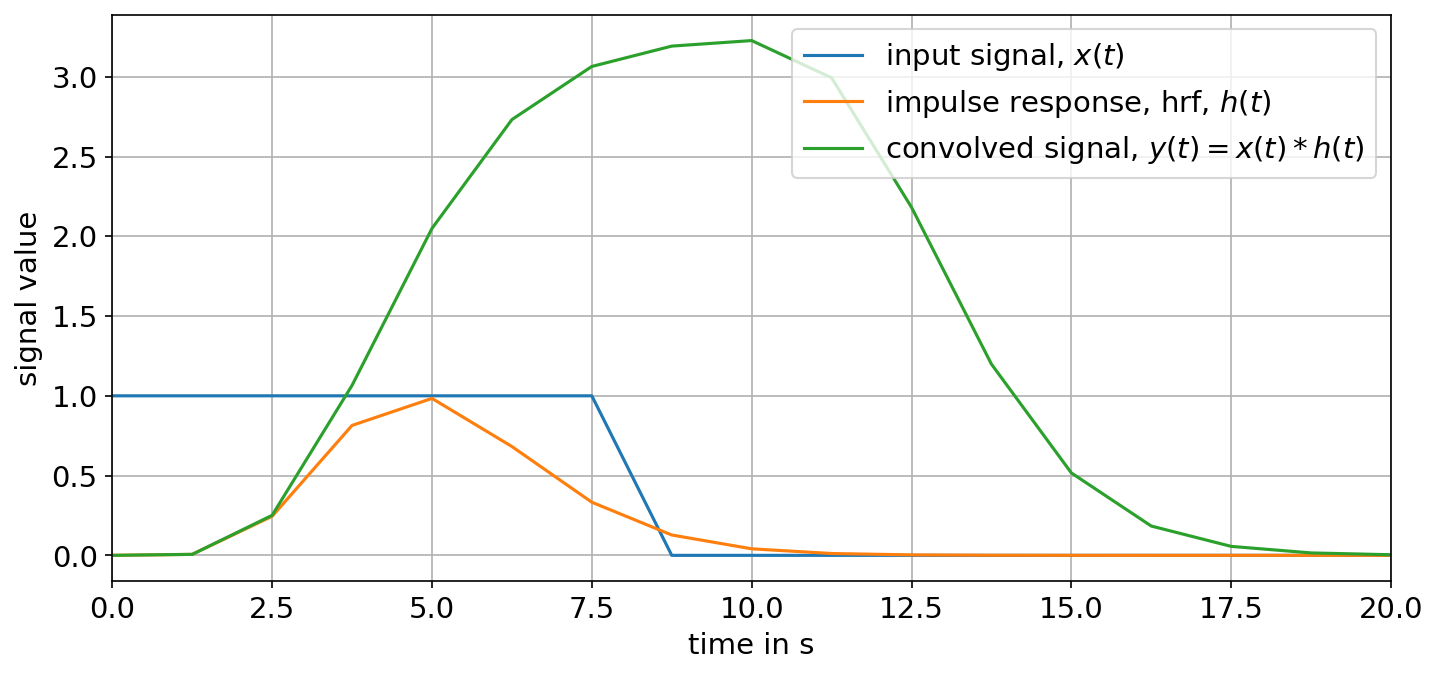 input signal, x(t)
impulse response, hrf, h(t)
convolved signal, y(t) = x(t) * h(t)
signal value
3.0
2.5
2.0
1.5
1.0
0.5
0.0
0.0 2.5 5.0 7.5 10.0 12.5 15.0 17.5 20.0
time in s